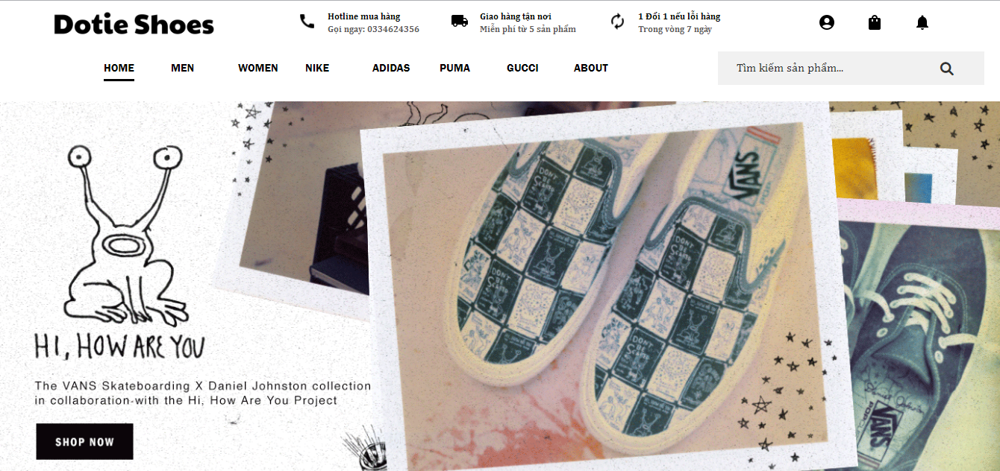 Dotie Shoes
Hotline mua hàng
Gọi ngay: 0334624356
Giao hàng tận nơi
Miễn phí từ 5 sản phẩm
1 Đổi 1 nếu lỗi hàng
Trong vòng 7 ngày
HOME MEN WOMEN NIKE ADIDAS PUMA GUCCI ABOUT
Tìm kiếm sản phẩm...
HI, HOW ARE YOU
The VANS Skateboarding X Daniel Johnston collection
in collaboration with the Hi, How Are You Project
SHOP NOW
VANS
DON'T
BE
SCARED
DON'T
BE
SCARED
VANS